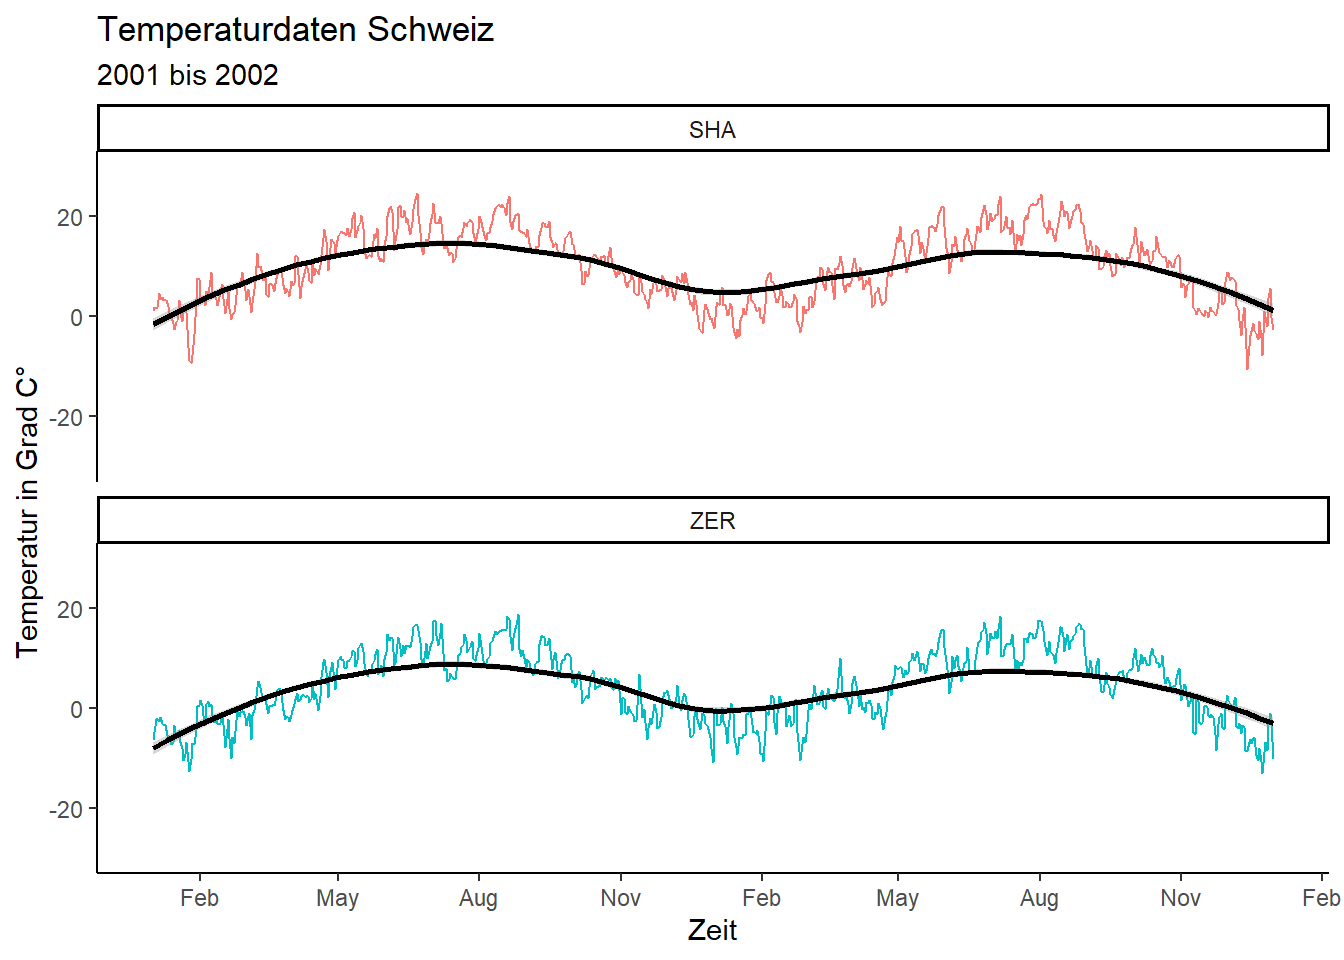 Temperaturdaten Schweiz
2001 bis 2002
SHA
20
0
-20
Temperatur in Grad C°
ZER
20
0
-20
Feb May Aug Nov Feb May Aug Nov Feb
Zeit